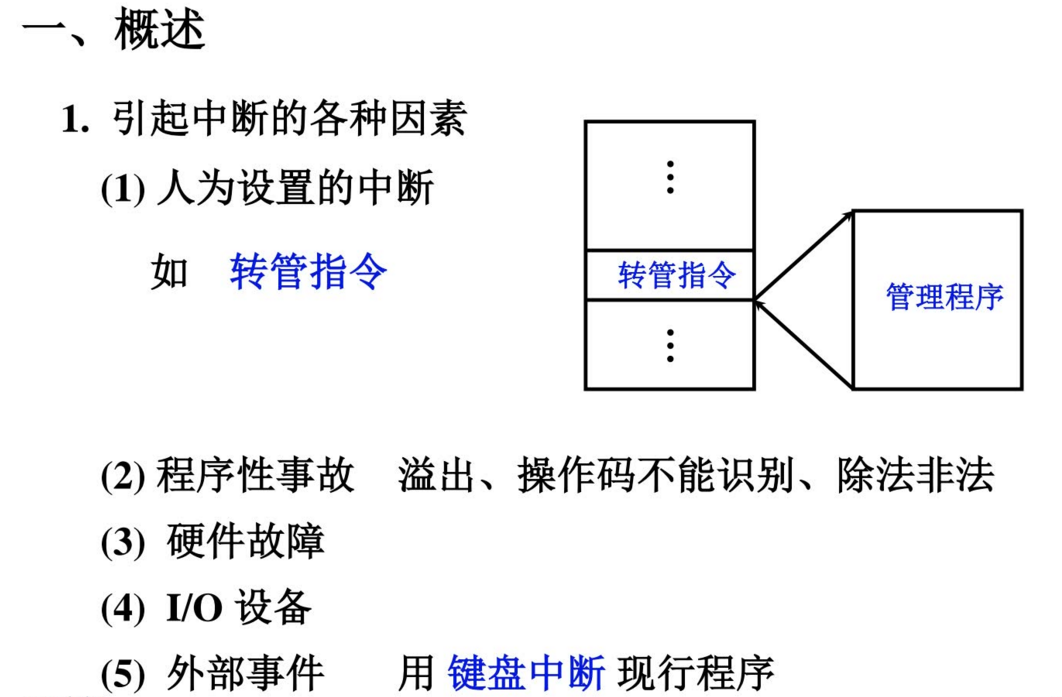 一、概述
1. 引起中断的各种因素
(1) 人为设置的中断
如 转管指令
⋮
转管指令
⋮
管理程序
(2) 程序性事故 溢出、操作码不能识别、除法非法
(3) 硬件故障
(4) I/O 设备
(5) 外部事件 用 键盘中断 现行程序